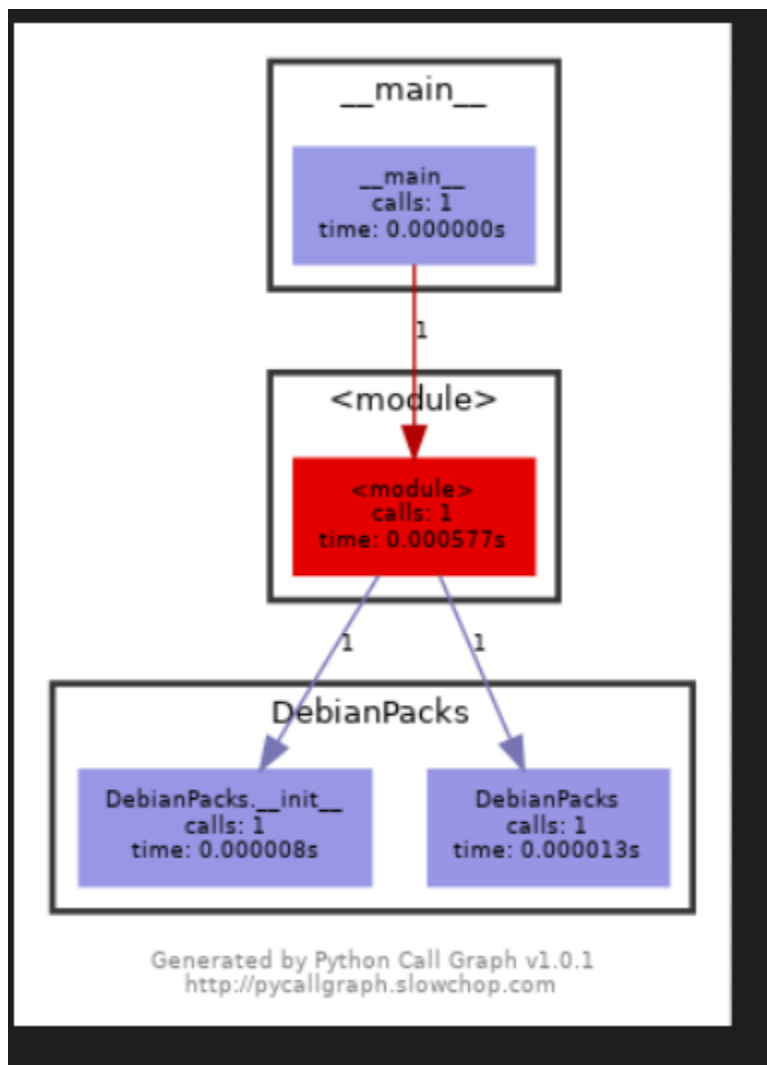 __main__
__main__
calls: 1
time: 0.000000s
1
<module>
<module>
calls: 1
time: 0.000577s
1
1
DebianPacks
DebianPacks.__init__
calls: 1
time: 0.000008s
DebianPacks
calls: 1
time: 0.000013s
Generated by Python Call Graph v1.0.1
http://pycallgraph.slowchop.com